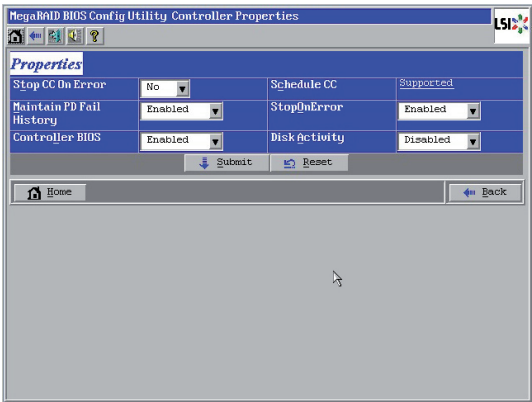 MegaRAID BIOS Config Utility Controller Properties
LSI
Properties
Stop CC On Error No Schedule CC Supported
Maintain PD Fail History Enabled StopOnError Enabled
Controller BIOS Enabled Disk Activity Disabled
Submit Reset
Home Back